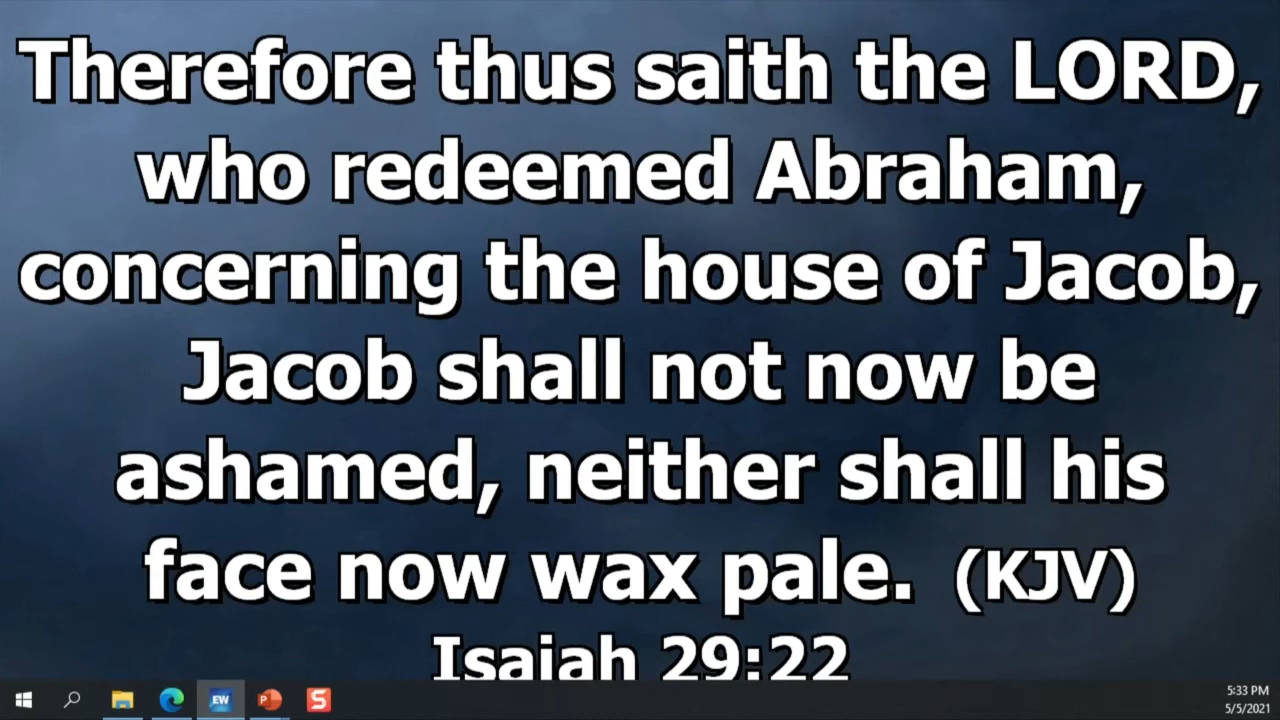 Therefore thus saith the LORD,
who redeemed Abraham,
concerning the house of Jacob,
Jacob shall not now be
ashamed, neither shall his
face now wax pale. (KJV)
Isaiah 29:22
EW
P
S
5:33 PM
5/5/2021